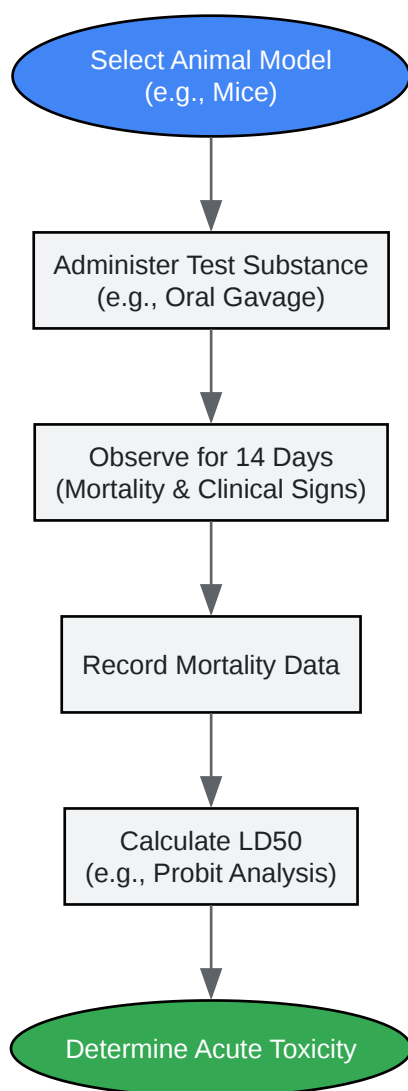 Select Animal Model
(e.g., Mice)
Administer Test Substance
(e.g., Oral Gavage)
Observe for 14 Days
(Mortality & Clinical Signs)
Record Mortality Data
Calculate LD50
(e.g., Probit Analysis)
Determine Acute Toxicity